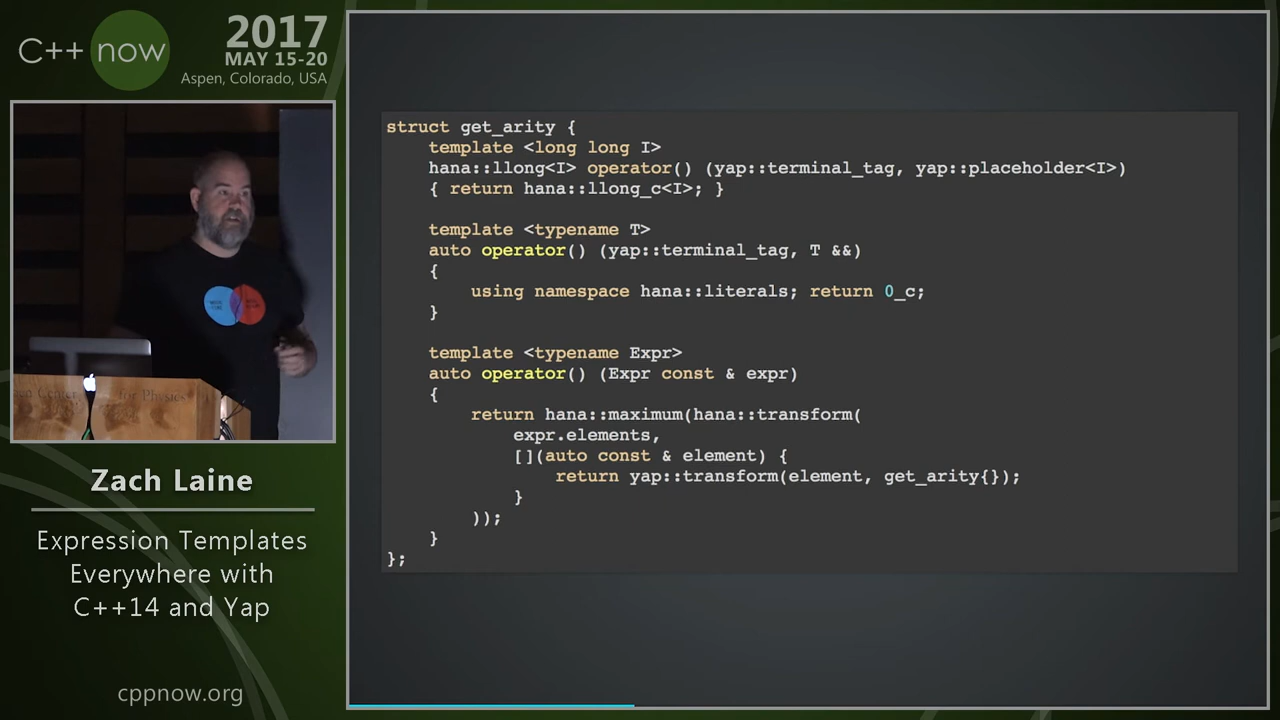 C++ now
2017
MAY 15-20
Aspen, Colorado, USA
for Physics
Zach Laine
Expression Templates
Everywhere with
C++14 and Yap
cppnow.org
struct get_arity {
template <long long I>
hana::llong<I> operator() (yap::terminal_tag, yap::placeholder<I>)
{ return hana::llong_c<I>; }
template <typename T>
auto operator() (yap::terminal_tag, T &&)
{
using namespace hana::literals; return 0_c;
}
template <typename Expr>
auto operator() (Expr const & expr)
{
return hana::maximum(hana::transform(
expr.elements,
[](auto const & element) {
return yap::transform(element, get_arity{});
}
));
}
};